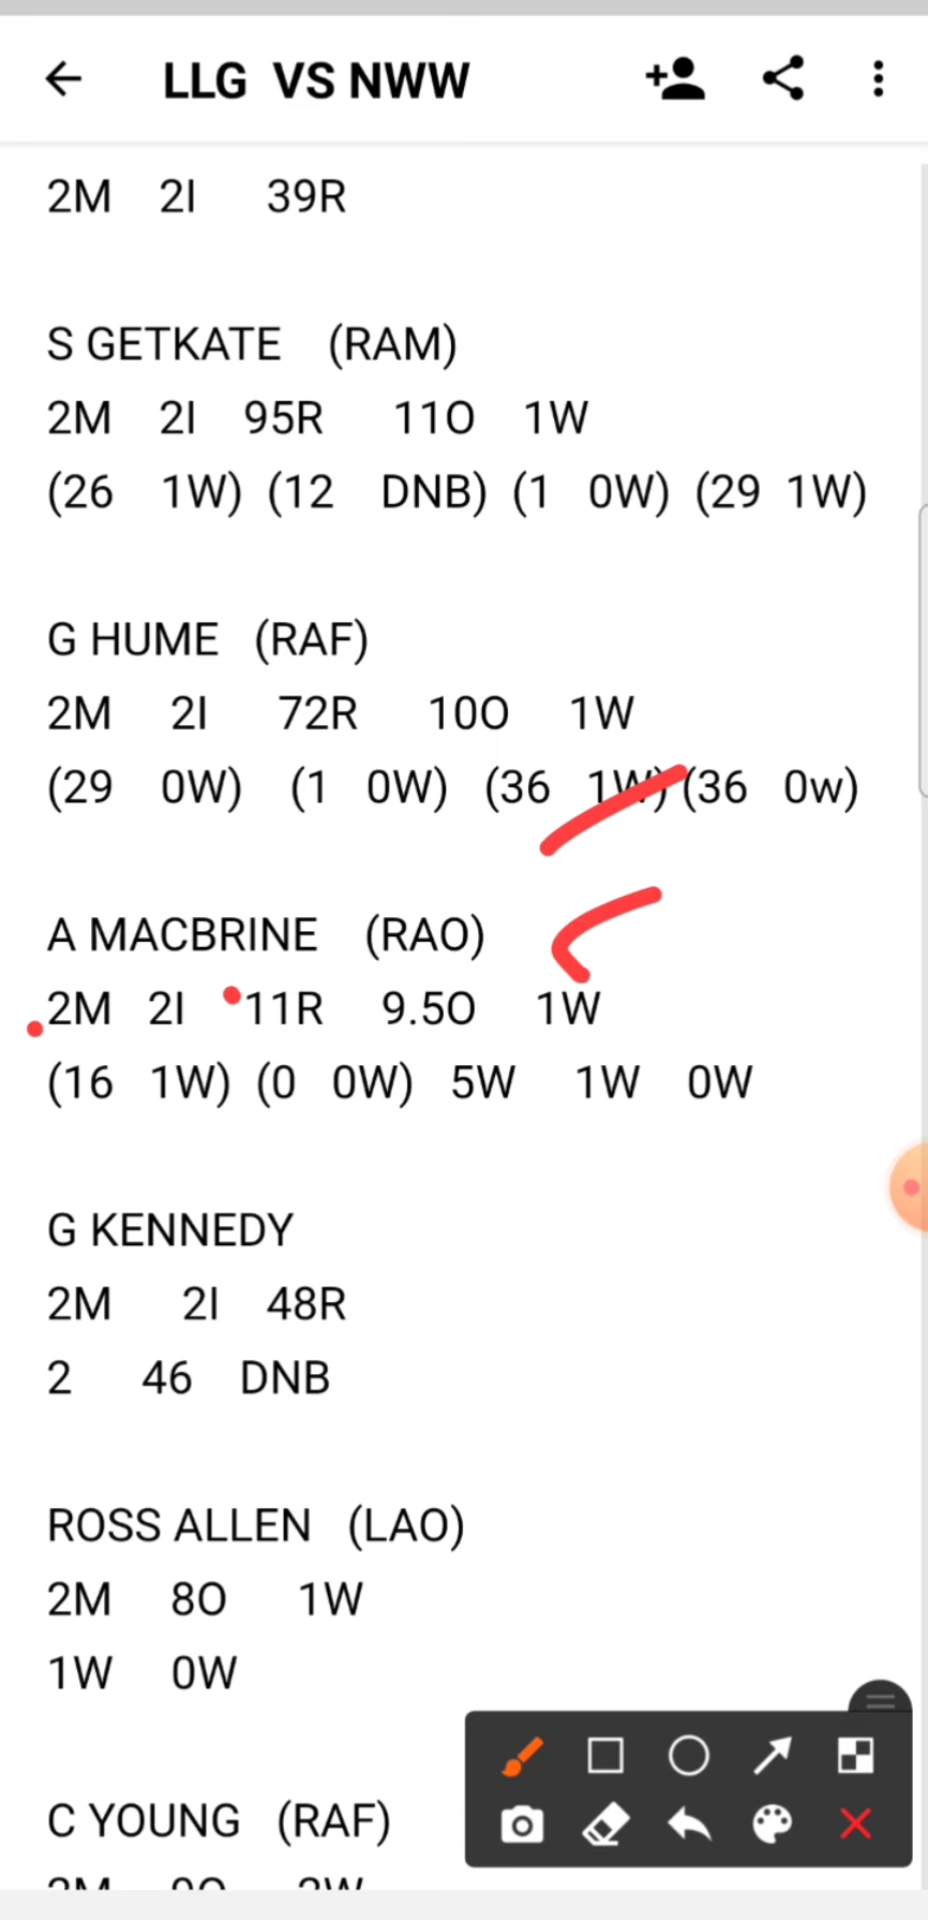 LLG VS NWW
2M 2I 39R
S GETKATE (RAM)
2M 2I 95R 11O 1W
(26 1W) (12 DNB) (1 0W) (29 1W)
G HUME (RAF)
2M 2I 72R 10O 1W
(29 0W) (1 0W) (36 1W) (36 0w)
A MACBRINE (RAO)
2M 2I 11R 9.5O 1W
(16 1W) (0 0W) 5W 1W 0W
G KENNEDY
2M 2I 48R
2 46 DNB
ROSS ALLEN (LAO)
2M 8O 1W
1W 0W
C YOUNG (RAF)